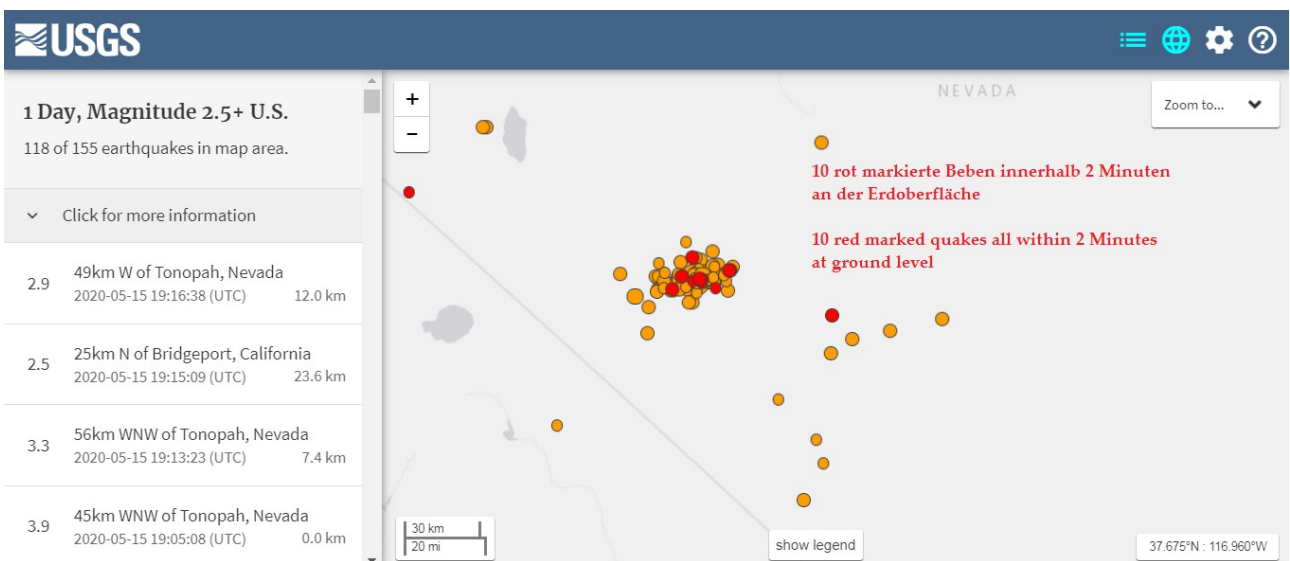 USGS
1 Day, Magnitude 2.5+ U.S.
118 of 155 earthquakes in map area.
Click for more information
2.9
49km W of Tonopah, Nevada
2020-05-15 19:16:38 (UTC) 12.0 km
2.5
25km N of Bridgeport, California
2020-05-15 19:15:09 (UTC) 23.6 km
3.3
56km WNW of Tonopah, Nevada
2020-05-15 19:13:23 (UTC) 7.4 km
3.9
45km WNW of Tonopah, Nevada
2020-05-15 19:05:08 (UTC) 0.0 km
+
−
NEVADA
Zoom to...
10 rot markierte Beben innerhalb 2 Minuten
an der Erdoberfläche
10 red marked quakes all within 2 Minutes
at ground level
30 km
20 mi
show legend
37.675°N : 116.960°W